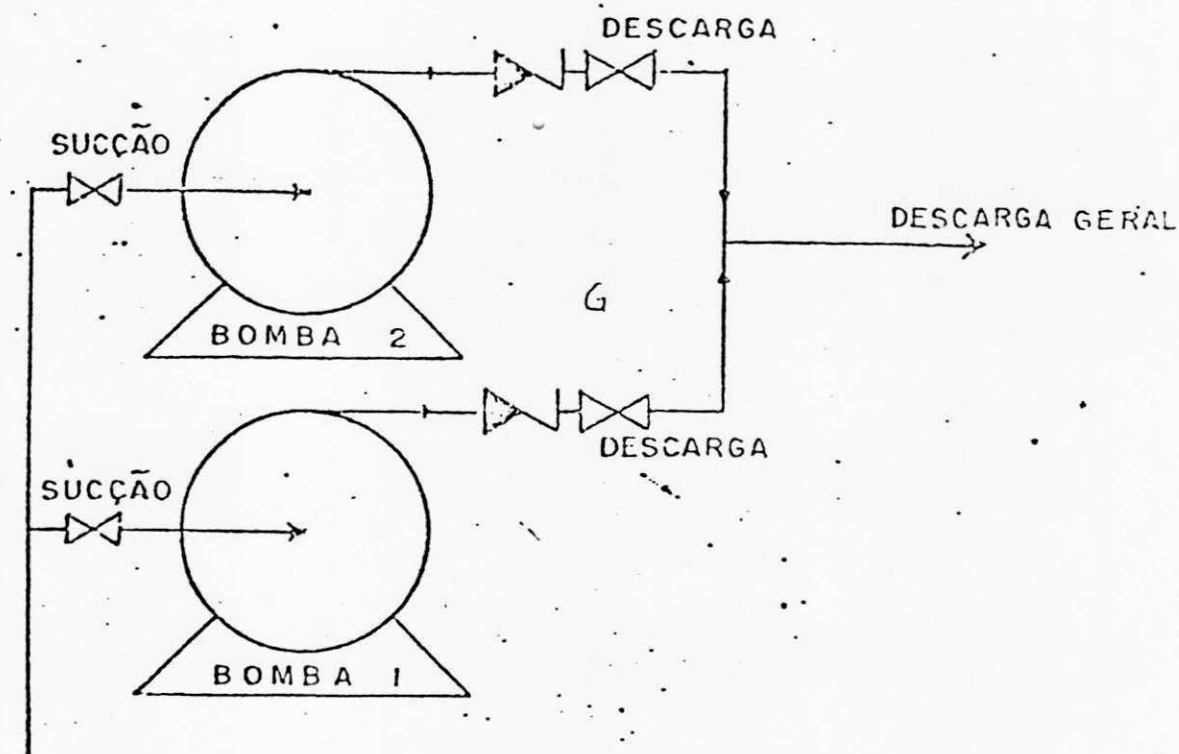 DESCARGA
SUCÇÃO
DESCARGA GERAL
G
BOMBA 2
DESCARGA
SUCÇÃO
BOMBA 1